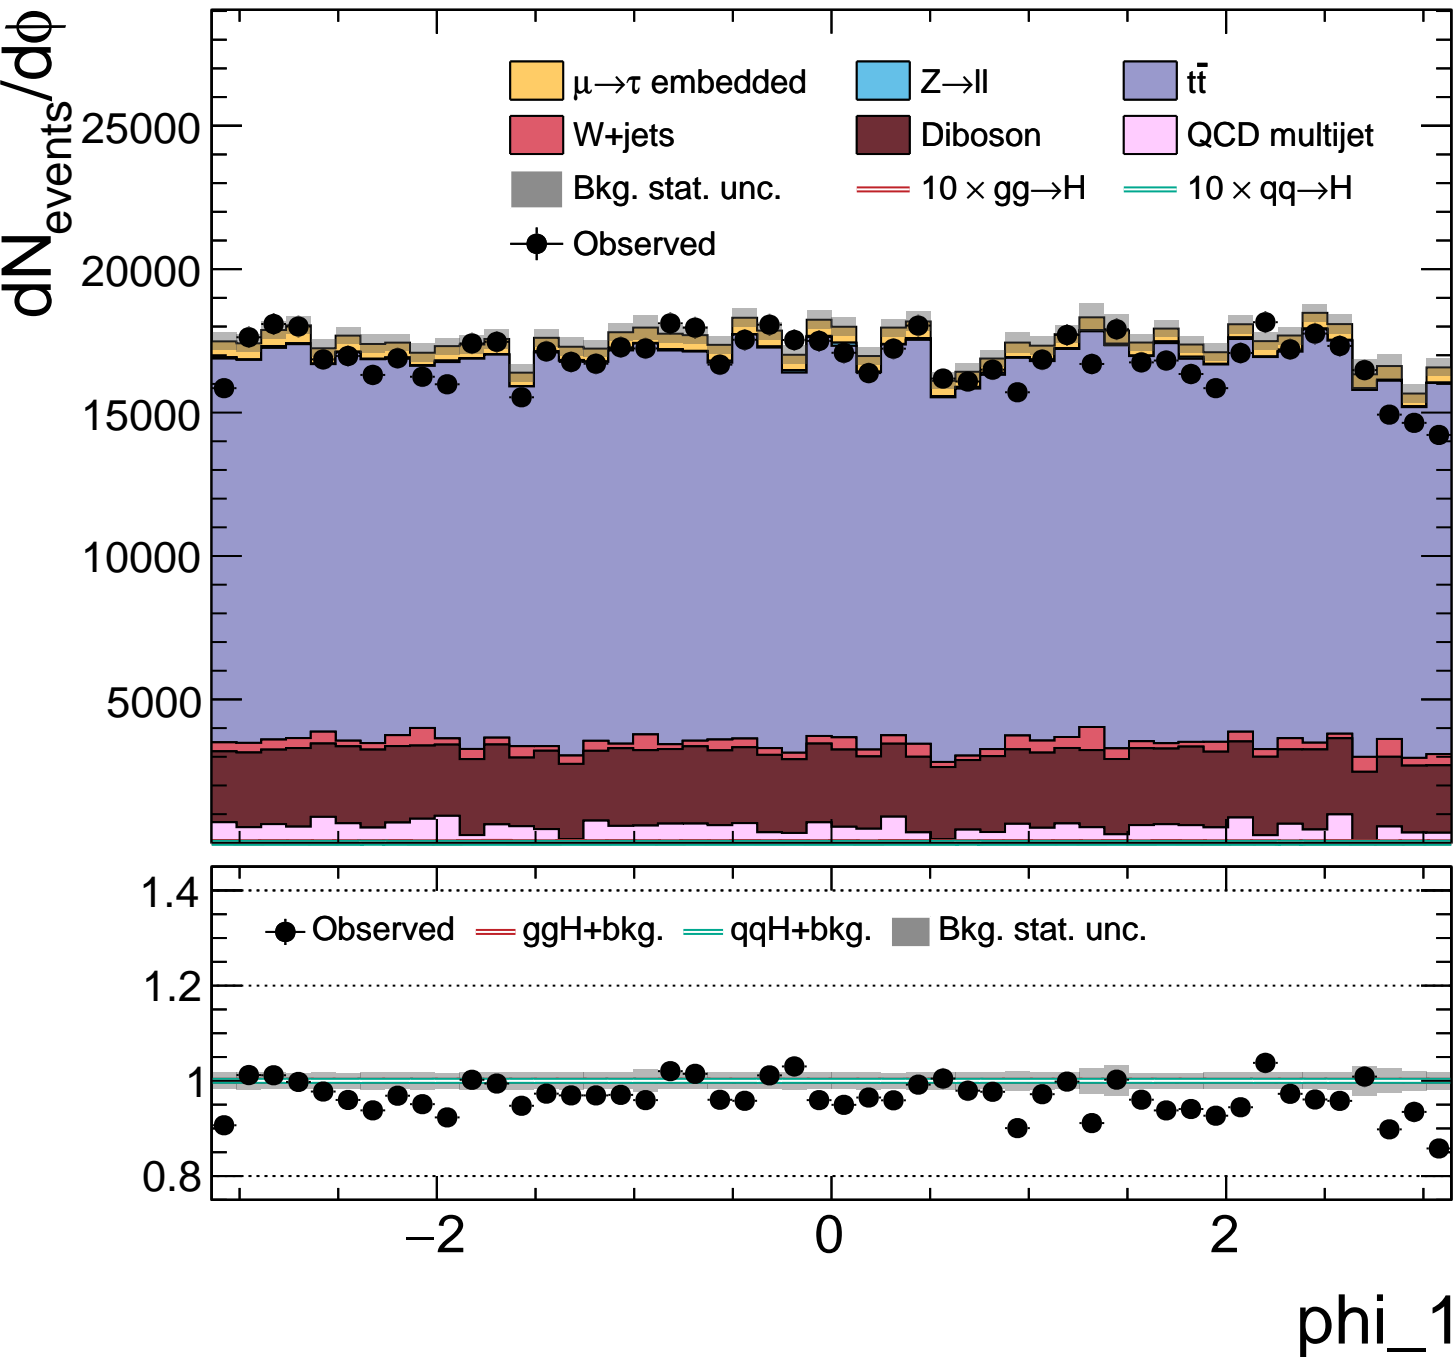 dN_events/dϕ
μ→τ embedded Z→ll tt̄
W+jets Diboson QCD multijet
Bkg. stat. unc. 10 × gg→H 10 × qq→H
Observed
25000
20000
15000
10000
5000
1.4
Observed ggH+bkg. qqH+bkg. Bkg. stat. unc.
1.2
1
0.8
−2 0 2
phi_1